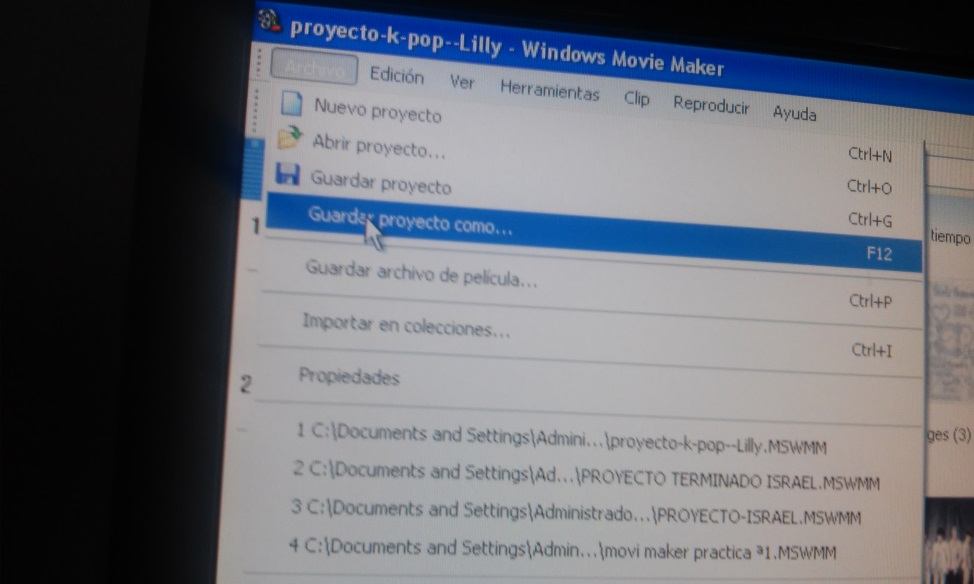 proyecto-k-pop--Lilly - Windows Movie Maker
Archivo Edición Ver Herramientas Clip Reproducir Ayuda
Nuevo proyecto Ctrl+N
Abrir proyecto... Ctrl+O
Guardar proyecto Ctrl+G
1 Guardar proyecto como... F12
tiempo
Guardar archivo de película... Ctrl+P
Importar en colecciones... Ctrl+I
2 Propiedades
1 C:\Documents and Settings\Admini...\proyecto-k-pop--Lilly.MSWMM
ges (3)
2 C:\Documents and Settings\Ad...\PROYECTO TERMINADO ISRAEL.MSWMM
3 C:\Documents and Settings\Administrado...\PROYECTO-ISRAEL.MSWMM
4 C:\Documents and Settings\Admin...\movi maker practica ª1.MSWMM